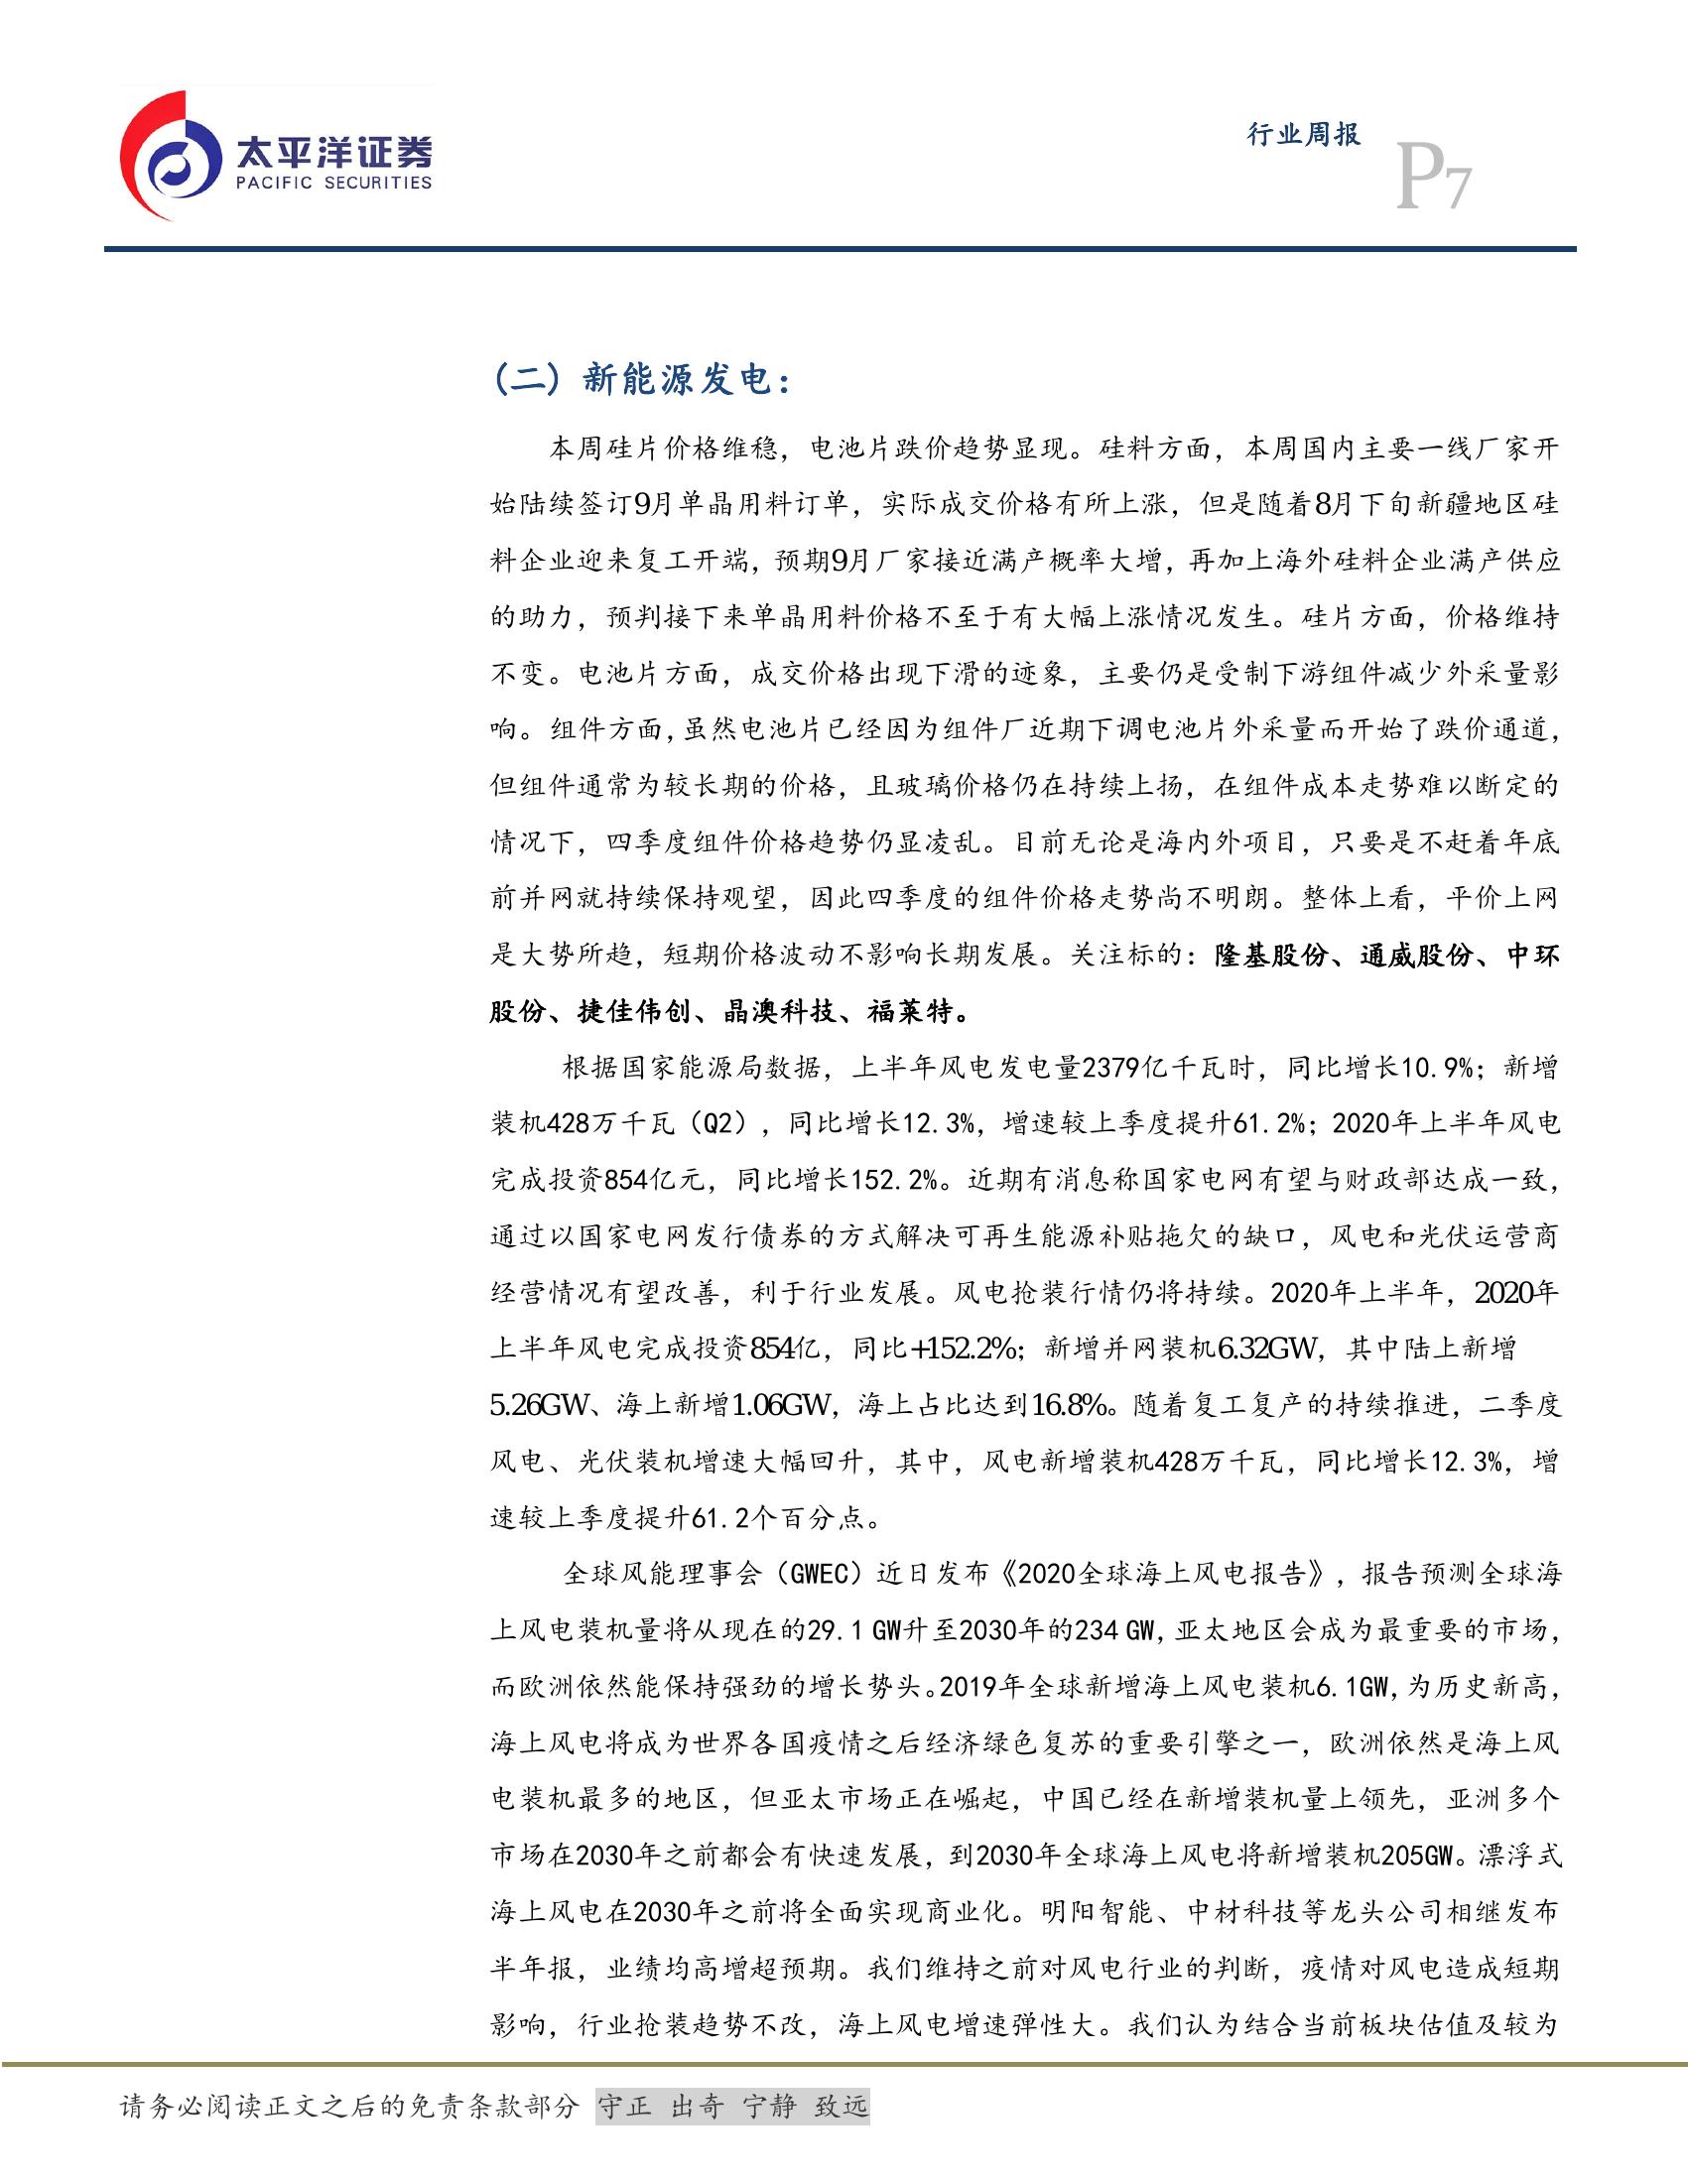 太平洋证券
PACIFIC SECURITIES
行业周报
P7
(二) 新能源发电：
本周硅片价格维稳，电池片跌价趋势显现。硅料方面，本周国内主要一线厂家开
始陆续签订9月单晶用料订单，实际成交价格有所上涨，但是随着8月下旬新疆地区硅
料企业迎来复工开端，预期9月厂家接近满产概率大增，再加上海外硅料企业满产供应
的助力，预判接下来单晶用料价格不至于有大幅上涨情况发生。硅片方面，价格维持
不变。电池片方面，成交价格出现下滑的迹象，主要仍是受制下游组件减少外采量影
响。组件方面，虽然电池片已经因为组件厂近期下调电池片外采量而开始了跌价通道，
但组件通常为较长期的价格，且玻璃价格仍在持续上扬，在组件成本走势难以断定的
情况下，四季度组件价格趋势仍显凌乱。目前无论是海内外项目，只要是不赶着年底
前并网就持续保持观望，因此四季度的组件价格走势尚不明朗。整体上看，平价上网
是大势所趋，短期价格波动不影响长期发展。关注标的：隆基股份、通威股份、中环
股份、捷佳伟创、晶澳科技、福莱特。
根据国家能源局数据，上半年风电发电量2379亿千瓦时，同比增长10.9%；新增
装机428万千瓦（Q2），同比增长12.3%，增速较上季度提升61.2%；2020年上半年风电
完成投资854亿元，同比增长152.2%。近期有消息称国家电网有望与财政部达成一致，
通过以国家电网发行债券的方式解决可再生能源补贴拖欠的缺口，风电和光伏运营商
经营情况有望改善，利于行业发展。风电抢装行情仍将持续。2020年上半年，2020年
上半年风电完成投资854亿，同比+152.2%；新增并网装机6.32GW，其中陆上新增
5.26GW、海上新增1.06GW，海上占比达到16.8%。随着复工复产的持续推进，二季度
风电、光伏装机增速大幅回升，其中，风电新增装机428万千瓦，同比增长12.3%，增
速较上季度提升61.2个百分点。
全球风能理事会（GWEC）近日发布《2020全球海上风电报告》，报告预测全球海
上风电装机量将从现在的29.1 GW升至2030年的234 GW，亚太地区会成为最重要的市场，
而欧洲依然能保持强劲的增长势头。2019年全球新增海上风电装机6.1GW，为历史新高，
海上风电将成为世界各国疫情之后经济绿色复苏的重要引擎之一，欧洲依然是海上风
电装机最多的地区，但亚太市场正在崛起，中国已经在新增装机量上领先，亚洲多个
市场在2030年之前都会有快速发展，到2030年全球海上风电将新增装机205GW。漂浮式
海上风电在2030年之前将全面实现商业化。明阳智能、中材科技等龙头公司相继发布
半年报，业绩均高增超预期。我们维持之前对风电行业的判断，疫情对风电造成短期
影响，行业抢装趋势不改，海上风电增速弹性大。我们认为结合当前板块估值及较为
请务必阅读正文之后的免责条款部分 守正 出奇 宁静 致远